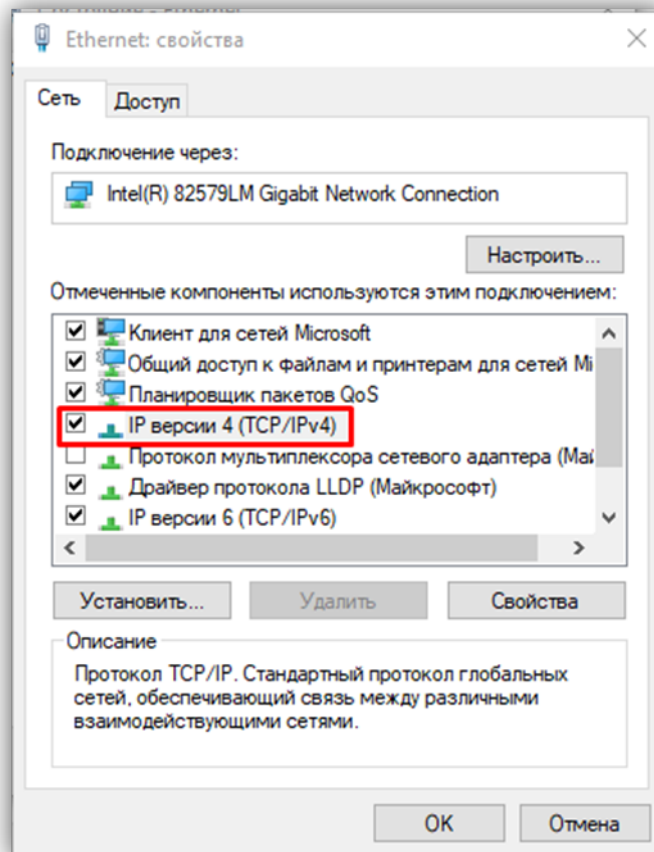 Ethernet: свойства
Сеть
Доступ
Подключение через:
Intel(R) 82579LM Gigabit Network Connection
Настроить...
Отмеченные компоненты используются этим подключением:
Клиент для сетей Microsoft
Общий доступ к файлам и принтерам для сетей Mi
Планировщик пакетов QoS
IP версии 4 (TCP/IPv4)
Протокол мультиплексора сетевого адаптера (Май
Драйвер протокола LLDP (Майкрософт)
IP версии 6 (TCP/IPv6)
Установить...
Удалить
Свойства
Описание
Протокол TCP/IP. Стандартный протокол глобальных
сетей, обеспечивающий связь между различными
взаимодействующими сетями.
OK
Отмена